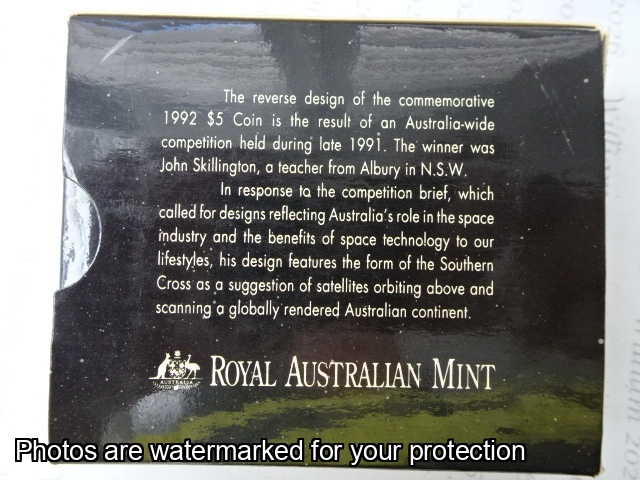 The reverse design of the commemorative
1992 $5 Coin is the result of an Australia-wide
competition held during late 1991. The winner was
John Skillington, a teacher from Albury in N.S.W.
In response to the competition brief, which
called for designs reflecting Australia's role in the space
industry and the benefits of space technology to our
lifestyles, his design features the form of the Southern
Cross as a suggestion of satellites orbiting above and
scanning a globally rendered Australian continent.
AUSTRALIA
ROYAL AUSTRALIAN MINT
Photos are watermarked for your protection